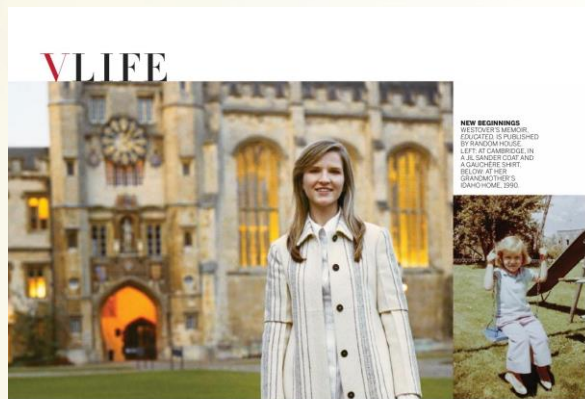 VLIFE
NEW BEGINNINGS
WESTOVER'S MEMOIR,
EDUCATED, IS PUBLISHED
BY RANDOM HOUSE.
LEFT: AT CAMBRIDGE, IN
A JIL SANDER COAT AND
A GAUCHÈRE SHIRT.
BELOW: AT HER
GRANDMOTHER'S
IDAHO HOME, 1990.